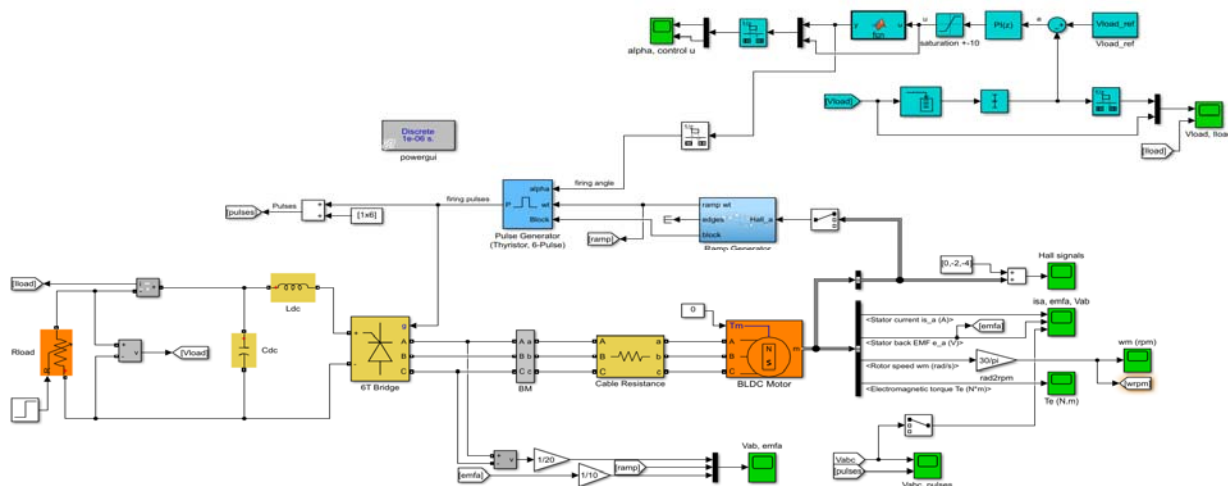 Vload_ref
Vload_ref
e
PI(z)
u
saturation +-10
u
y
fcn
alpha, control u
[Vload]
[Iload]
Vload, Iload
Discrete
1e-06 s.
powergui
firing angle
alpha
firing pulses
P
wt
Block
Pulse Generator
(Thyristor, 6-Pulse)
Pulses
[pulses]
[1x6]
[ramp]
ramp wt
edges
Hall_a
block
Ramp Generator
[0,-2,-4]
Hall signals
isa, emfa, Vab
[Iload]
Ldc
Rload
R
Cdc
[Vload]
v
g
+
-
A
B
C
6T Bridge
A a
B b
C c
BM
A a
B b
C c
Cable Resistance
0
Tm
A
B
C
N
S
m
BLDC Motor
<Stator current is_a (A)>
[emfa]
<Stator back EMF e_a (V)>
wm (rpm)
<Rotor speed wm (rad/s)>
30/pi
rad2rpm
[wrpm]
<Electromagnetic torque Te (N*m)>
Te (N.m)
Vab, emfa
v
1/20
[emfa]
1/10
[ramp]
Vabc
[pulses]
Vabc, pulses